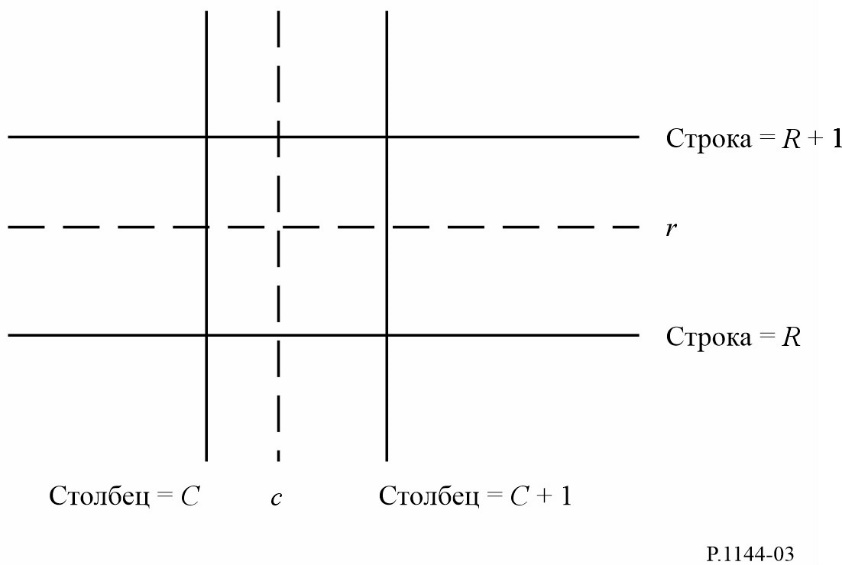 Строка = R + 1
r
Строка = R
Столбец = C
c
Столбец = C + 1
P.1144-03